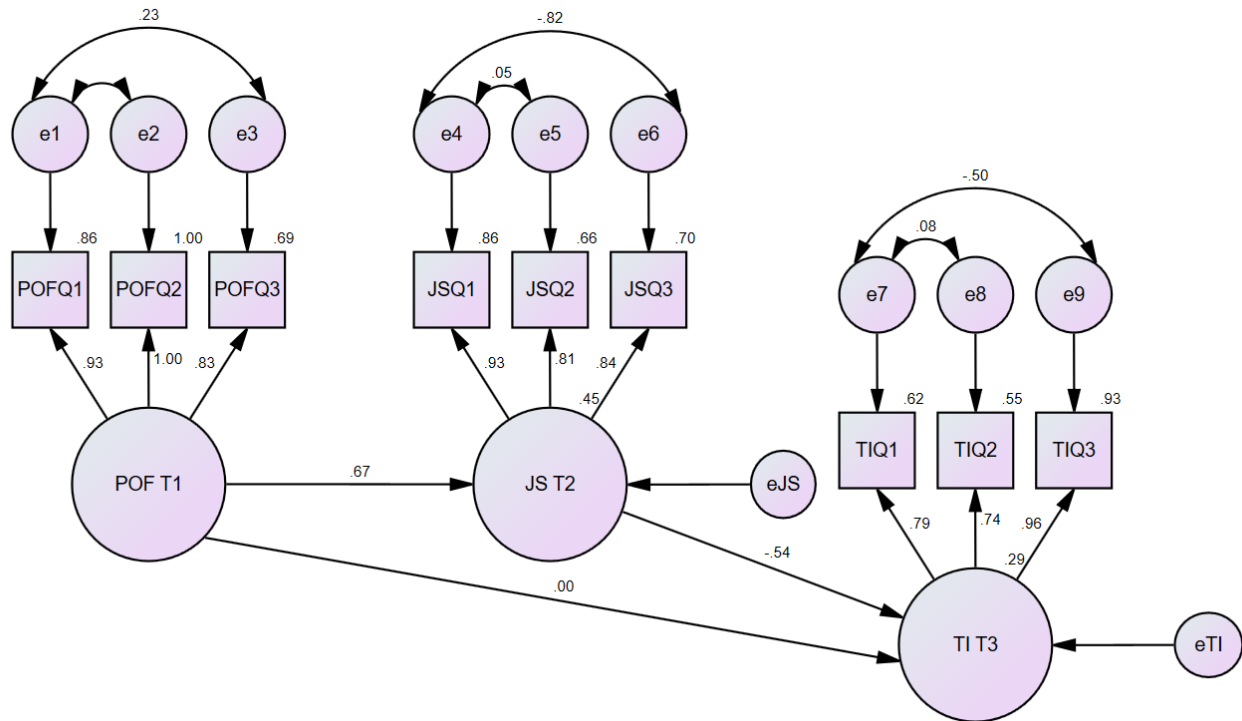 .23
-.82
.05
e1
e2
e3
e4
e5
e6
-.50
.08
.86
1.00
.69
.86
.66
.70
POFQ1
POFQ2
POFQ3
JSQ1
JSQ2
JSQ3
e7
e8
e9
.93
1.00
.83
.93
.81
.84
.45
.62
.55
.93
TIQ1
TIQ2
TIQ3
POF T1
.67
JS T2
eJS
.79
.74
.96
-.54
.29
.00
TI T3
eTI